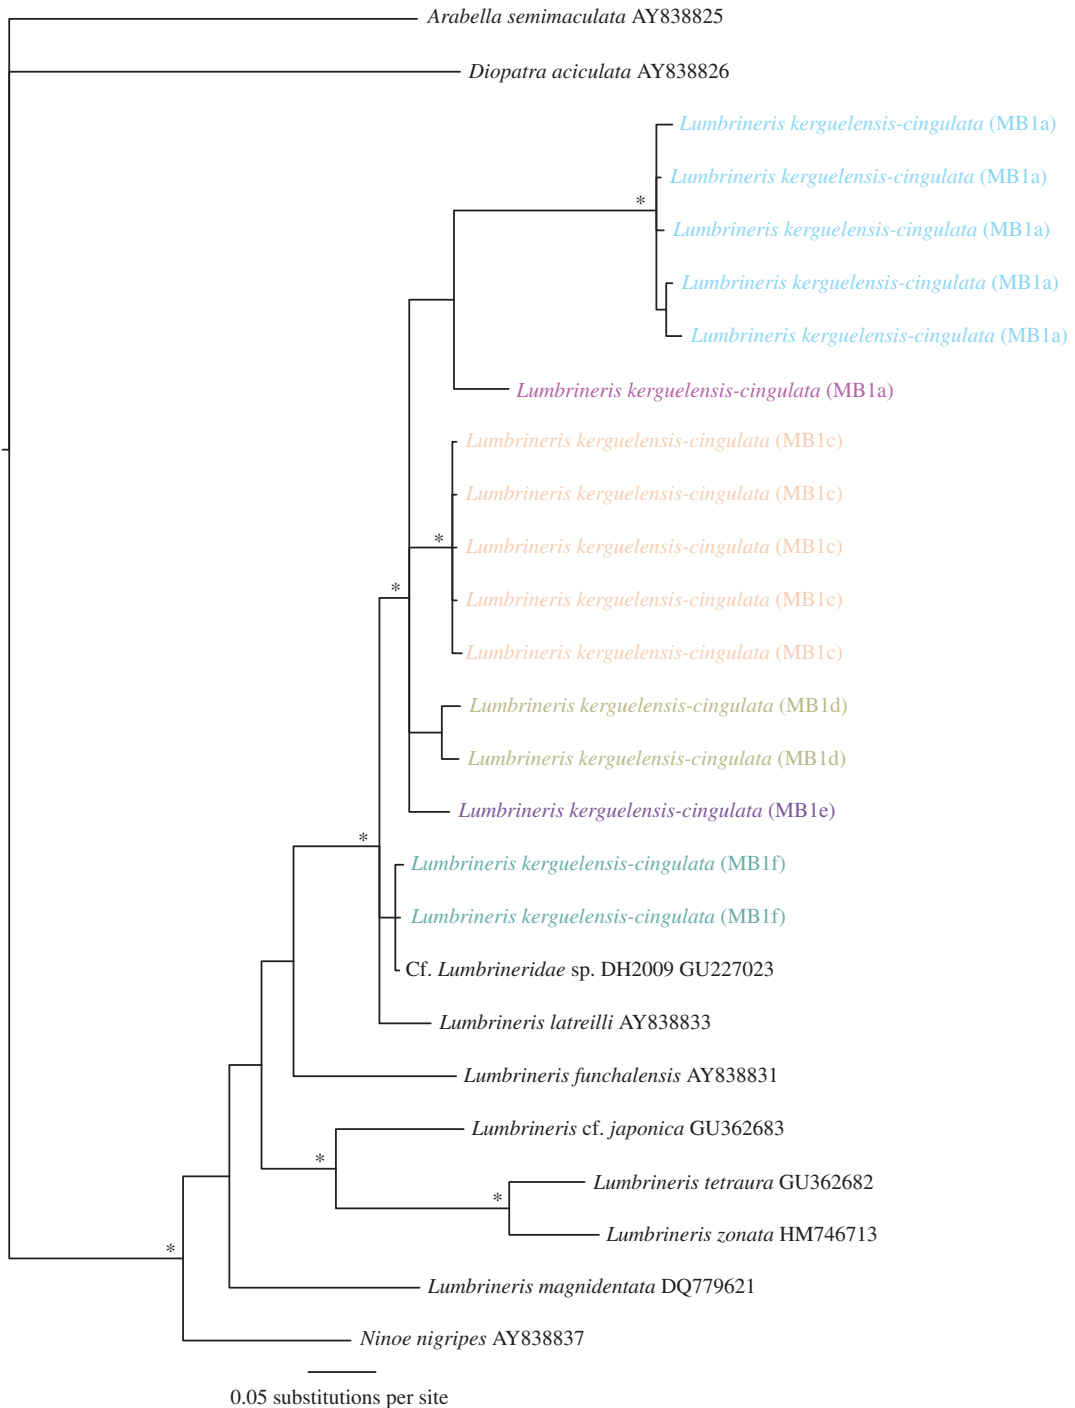 Arabella semimaculata AY838825
Diopatra aciculata AY838826
Lumbrineris kerguelensis-cingulata (MB1a)
Lumbrineris kerguelensis-cingulata (MB1a)
*
Lumbrineris kerguelensis-cingulata (MB1a)
Lumbrineris kerguelensis-cingulata (MB1a)
Lumbrineris kerguelensis-cingulata (MB1a)
Lumbrineris kerguelensis-cingulata (MB1a)
Lumbrineris kerguelensis-cingulata (MB1c)
Lumbrineris kerguelensis-cingulata (MB1c)
*
Lumbrineris kerguelensis-cingulata (MB1c)
*
Lumbrineris kerguelensis-cingulata (MB1c)
Lumbrineris kerguelensis-cingulata (MB1c)
Lumbrineris kerguelensis-cingulata (MB1d)
Lumbrineris kerguelensis-cingulata (MB1d)
Lumbrineris kerguelensis-cingulata (MB1e)
*
Lumbrineris kerguelensis-cingulata (MB1f)
Lumbrineris kerguelensis-cingulata (MB1f)
Cf. Lumbrineridae sp. DH2009 GU227023
Lumbrineris latreilli AY838833
Lumbrineris funchalensis AY838831
Lumbrineris cf. japonica GU362683
*
Lumbrineris tetraura GU362682
*
Lumbrineris zonata HM746713
*
Lumbrineris magnidentata DQ779621
Ninoe nigripes AY838837
0.05 substitutions per site